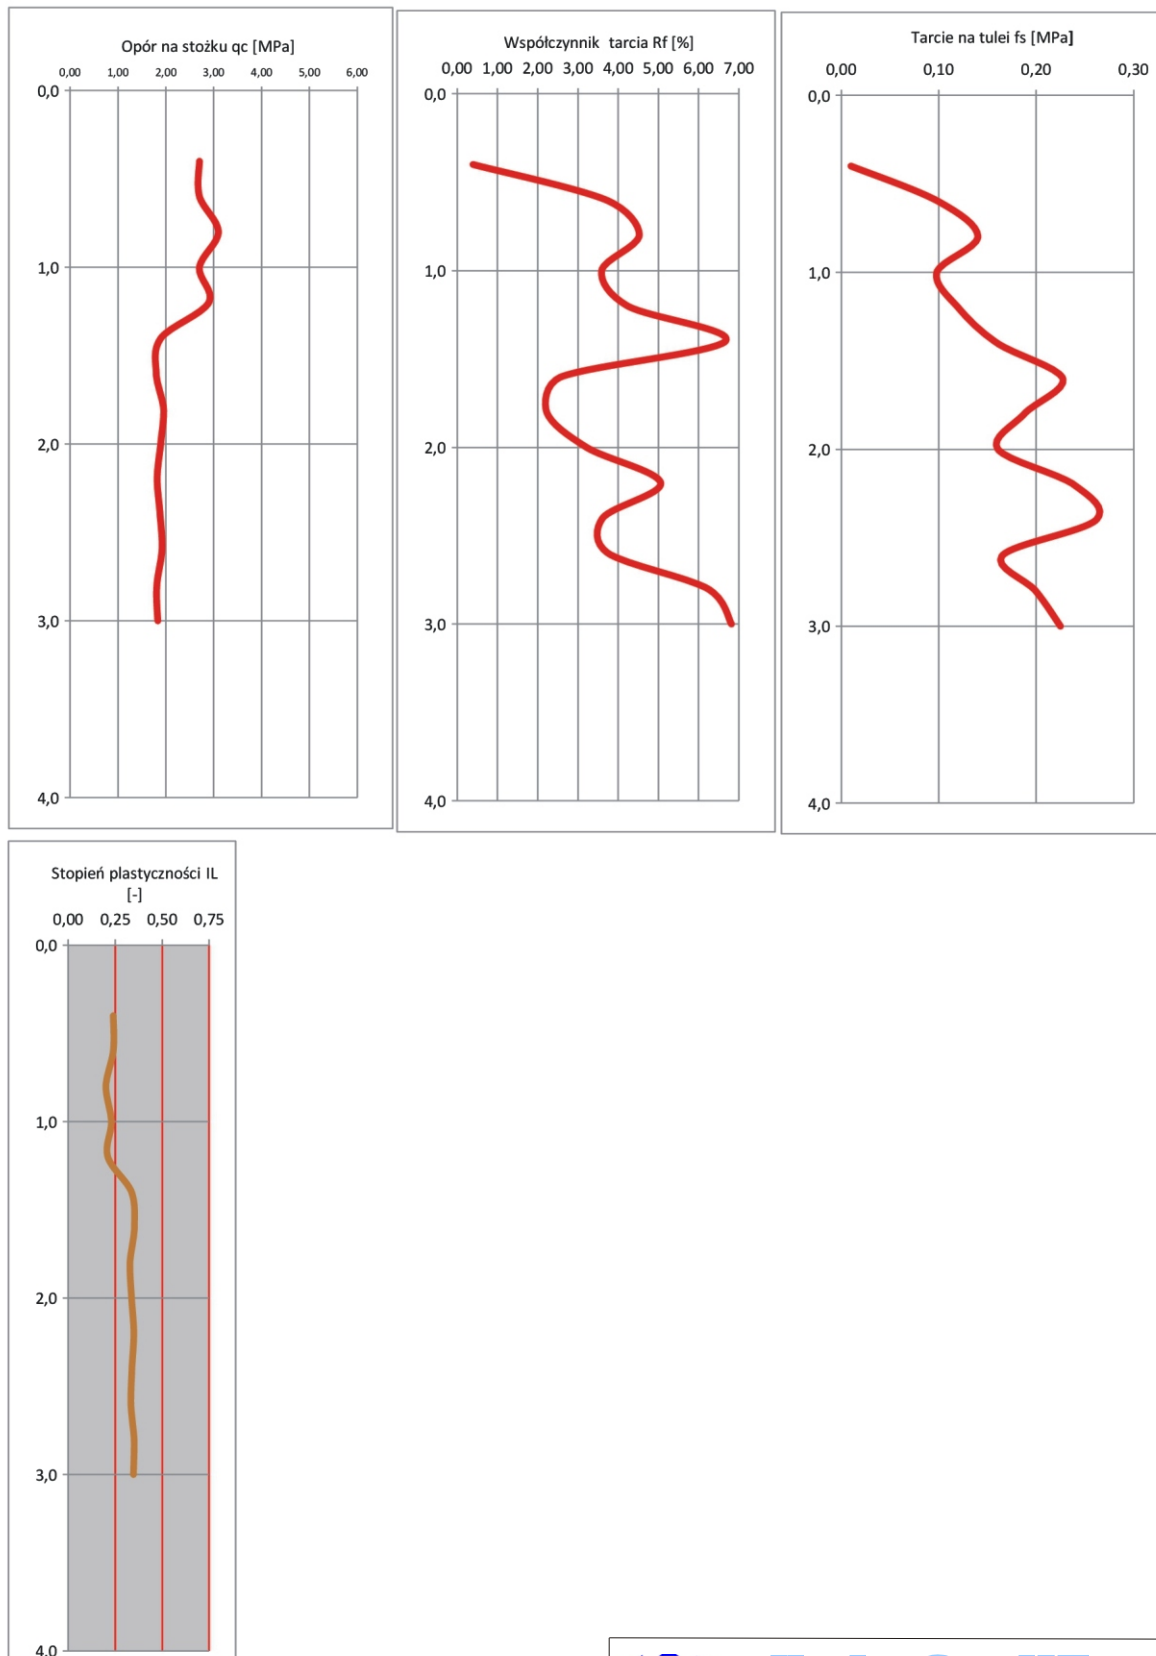 Opór na stożku qc [MPa]
0,00 1,00 2,00 3,00 4,00 5,00 6,00
0,0
1,0
2,0
3,0
4,0
Współczynnik tarcia Rf [%]
0,00 1,00 2,00 3,00 4,00 5,00 6,00 7,00
0,0
1,0
2,0
3,0
4,0
Tarcie na tulei fs [MPa]
0,00 0,10 0,20 0,30
0,0
1,0
2,0
3,0
4,0
Stopień plastyczności IL
[-]
0,00 0,25 0,50 0,75
0,0
1,0
2,0
3,0
4,0